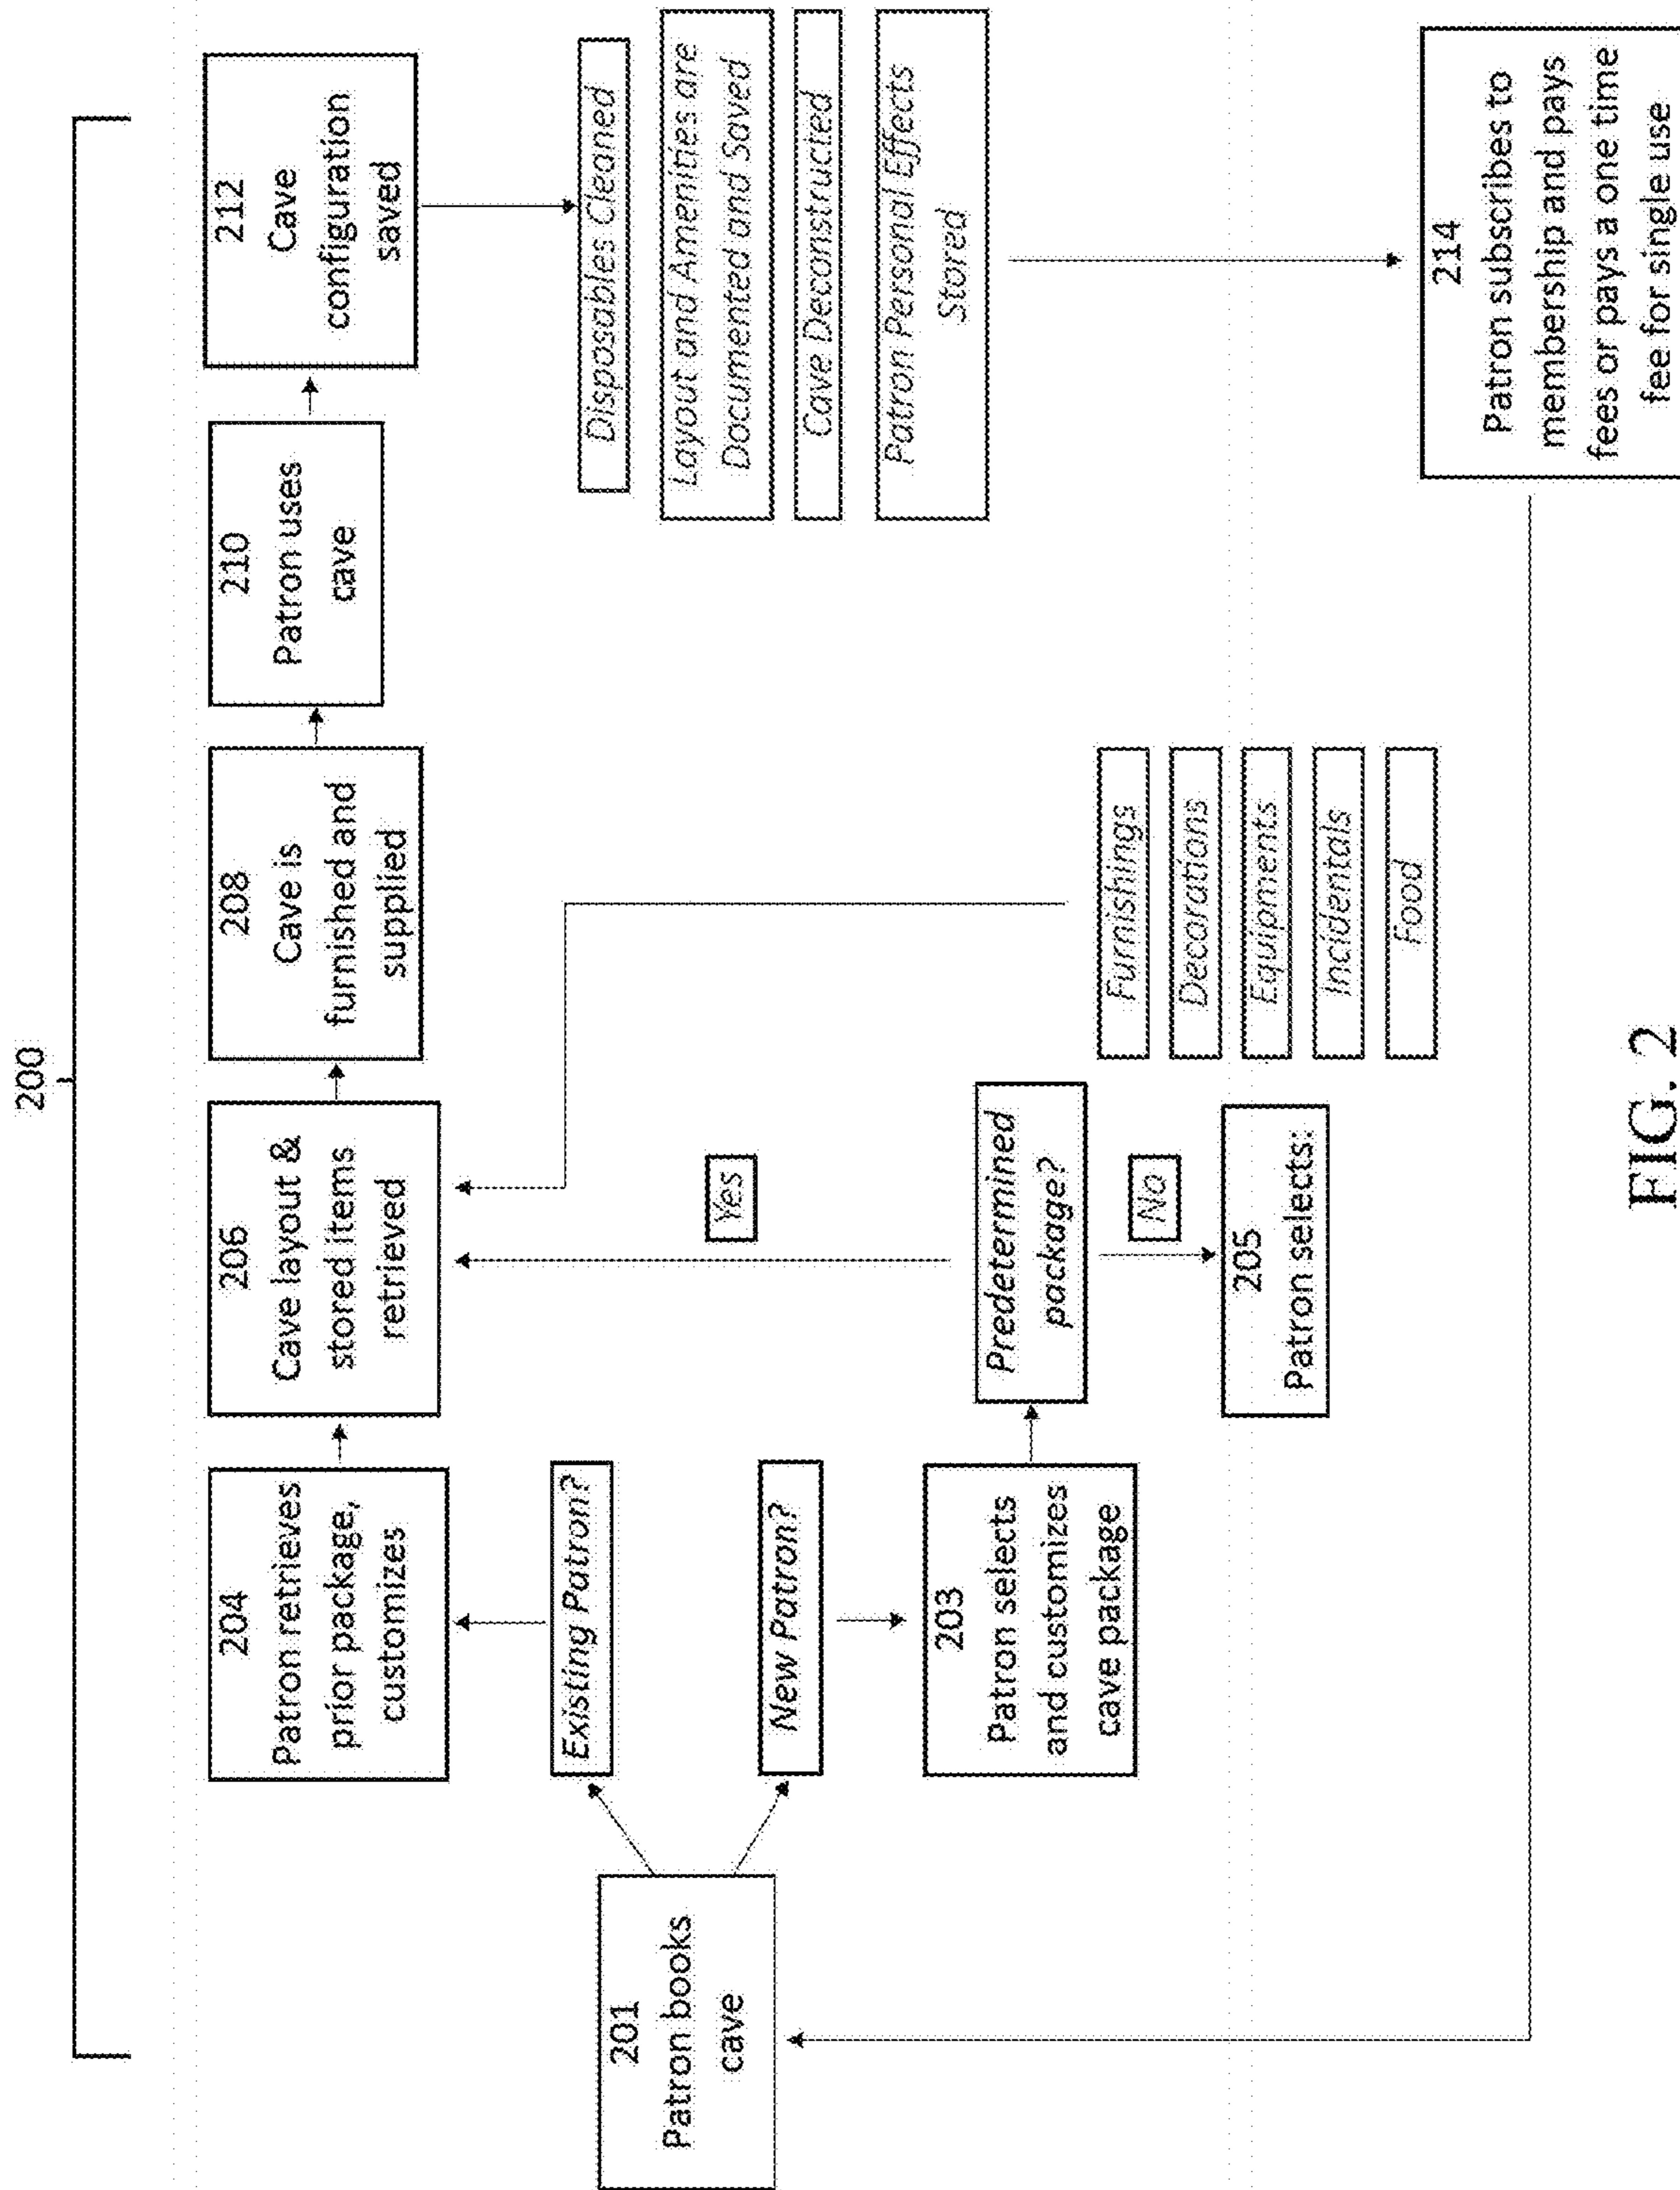 200
201
Patron books
cave
Existing Patron?
New Patron?
204
Patron retrieves
prior package,
customizes
203
Patron selects
and customizes
cave package
Predetermined
package?
Yes
No
205
Patron selects:
Furnishings
Decorations
Equipments
Incidentals
Food
206
Cave layout &
stored items
retrieved
208
Cave is
furnished and
supplied
210
Patron uses
cave
212
Cave
configuration
saved
Disposables Cleaned
Layout and Amenities are
Documented and Saved
Cave Deconstructed
Patron Personal Effects
Stored
214
Patron subscribes to
membership and pays
fees or pays a one time
fee for single use
FIG. 2